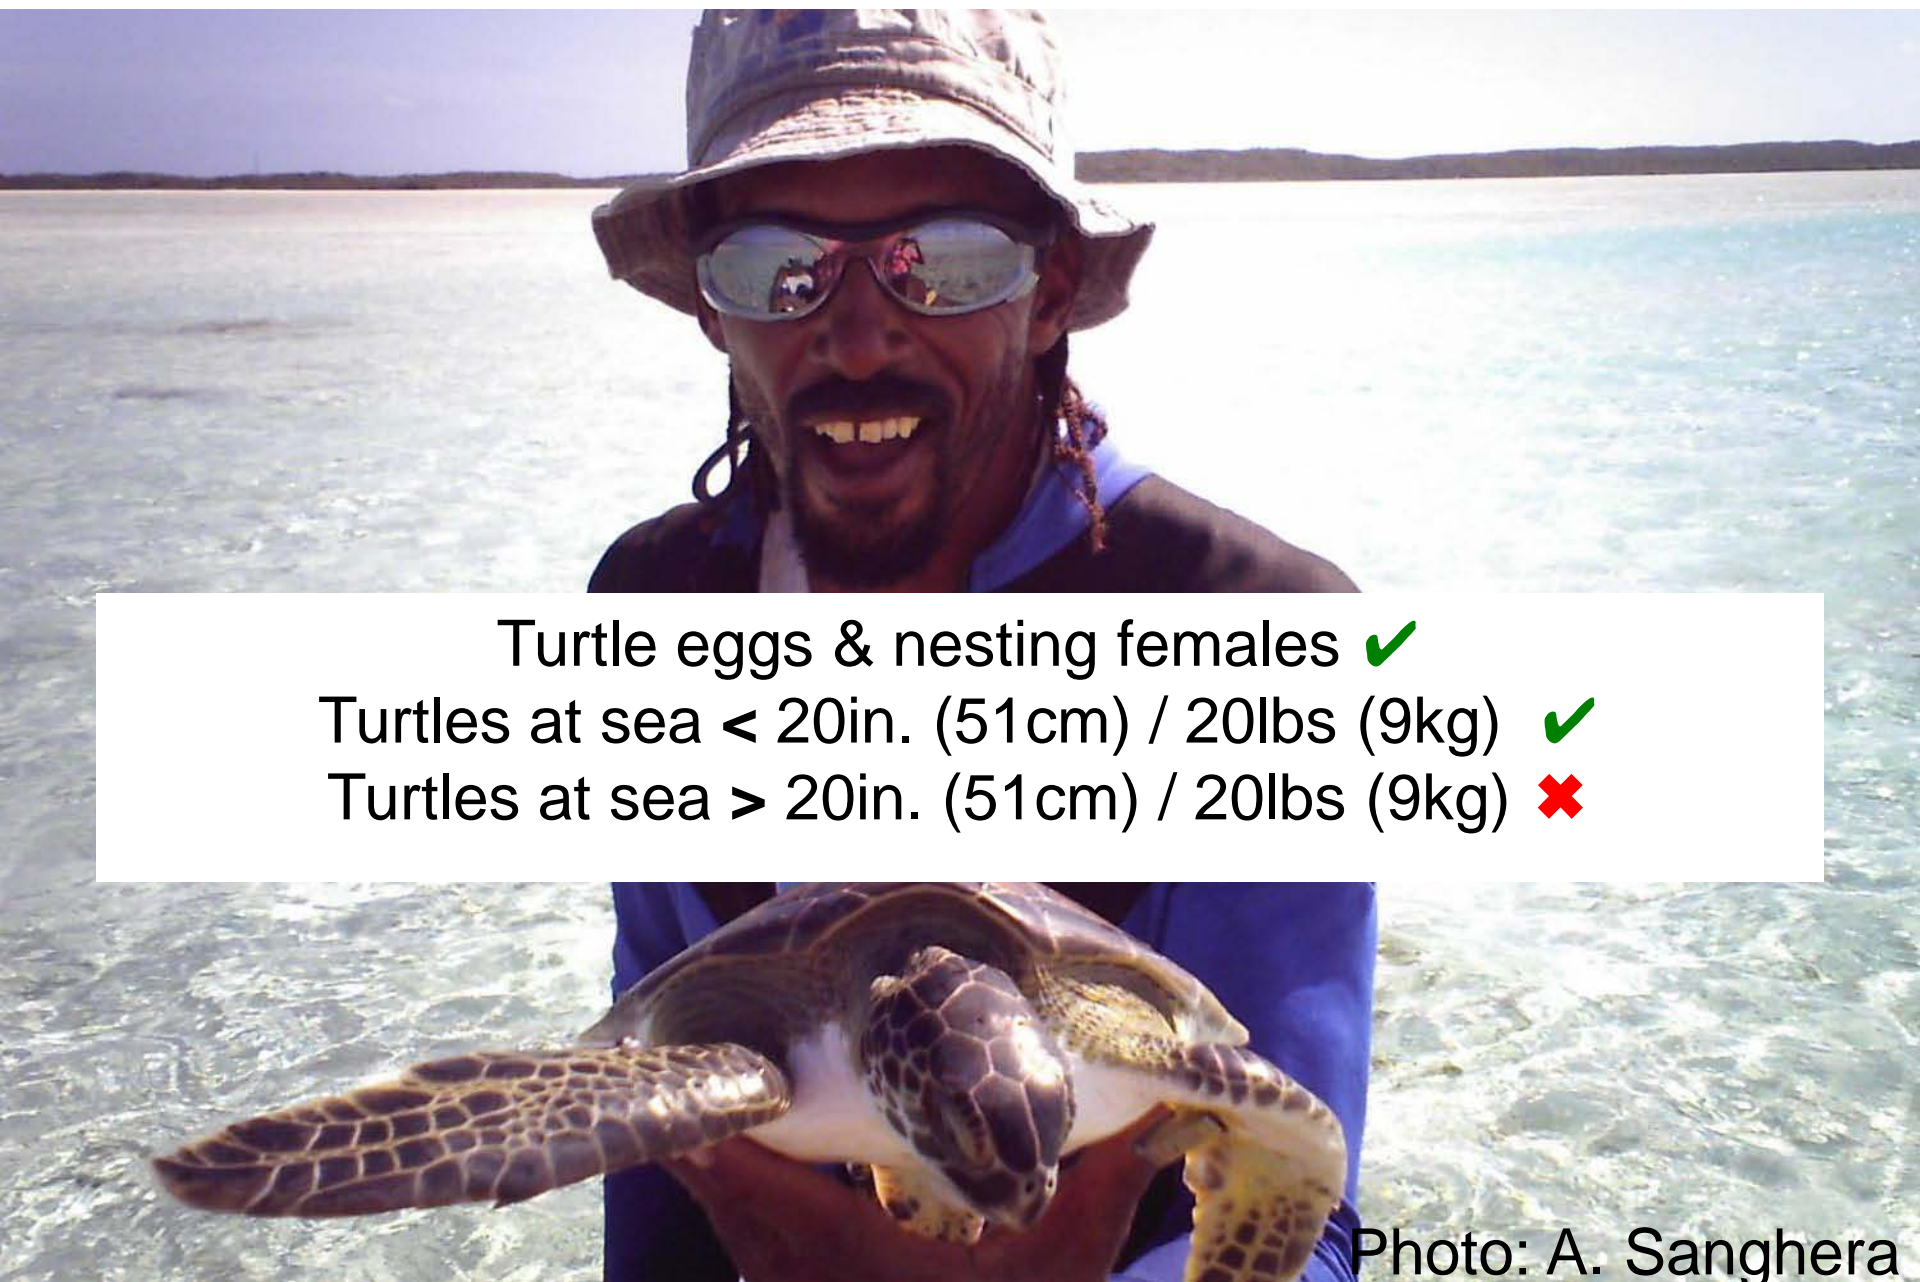 Turtle eggs & nesting females ✔
Turtles at sea < 20in. (51cm) / 20lbs (9kg) ✔
Turtles at sea > 20in. (51cm) / 20lbs (9kg) ✖
Photo: A. Sanghera